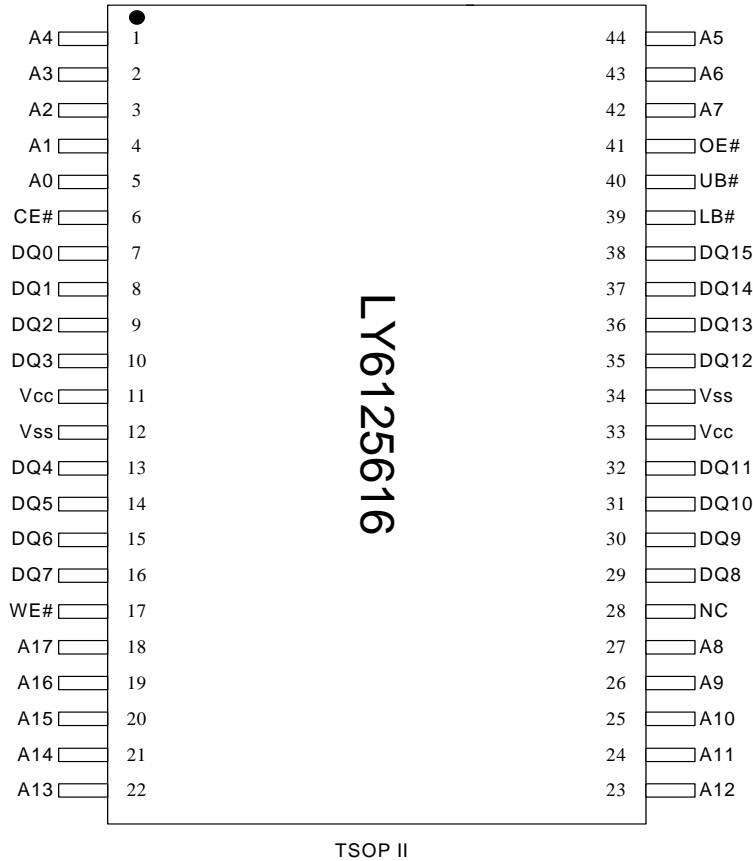 A4 1 44 A5
A3 2 43 A6
A2 3 42 A7
A1 4 41 OE#
A0 5 40 UB#
CE# 6 39 LB#
DQ0 7 38 DQ15
DQ1 8 37 DQ14
DQ2 9 36 DQ13
DQ3 10 35 DQ12
Vcc 11 34 Vss
Vss 12 33 Vcc
DQ4 13 32 DQ11
DQ5 14 31 DQ10
DQ6 15 30 DQ9
DQ7 16 29 DQ8
WE# 17 28 NC
A17 18 27 A8
A16 19 26 A9
A15 20 25 A10
A14 21 24 A11
A13 22 23 A12
LY6125616
TSOP II